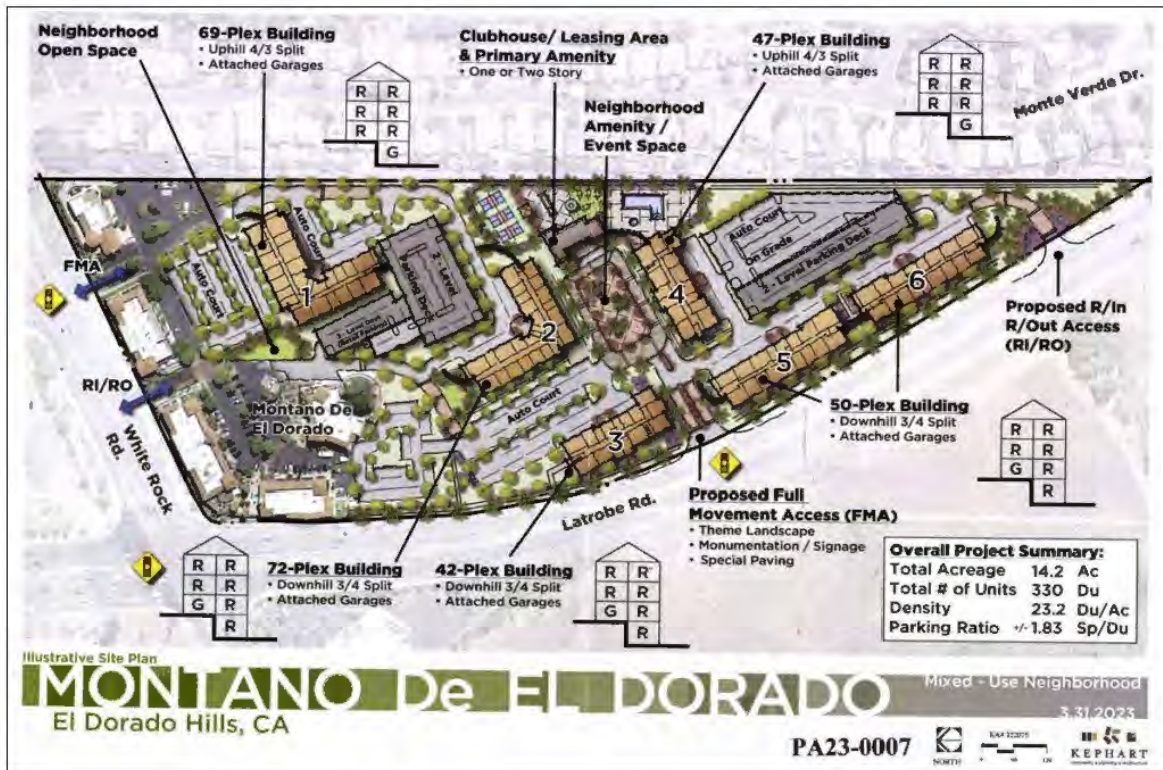 Neighborhood
Open Space
69-Plex Building
• Uphill 4/3 Split
• Attached Garages
R R
R R
R R
G
Clubhouse/ Leasing Area
& Primary Amenity
• One or Two Story
Neighborhood
Amenity /
Event Space
47-Plex Building
• Uphill 4/3 Split
• Attached Garages
R R
R R
R R
G
Monte Verde Dr.
FMA
Auto Court
1
Auto Court
2 - Level
Parking Deck
2
4
Auto Court
On Grade
2 - Level Parking Deck
6
5
Proposed R/In
R/Out Access
(RI/RO)
RI/RO
White Rock
Rd.
Montano De
El Dorado
Auto Court
3
Latrobe Rd.
50-Plex Building
• Downhill 3/4 Split
• Attached Garages
R R
R R
G R
R
Proposed Full
Movement Access (FMA)
• Theme Landscape
• Monumentation / Signage
• Special Paving
R R
R R
G R
R
72-Plex Building
• Downhill 3/4 Split
• Attached Garages
42-Plex Building
• Downhill 3/4 Split
• Attached Garages
R R
R R
G R
R
Overall Project Summary:
Total Acreage 14.2 Ac
Total # of Units 330 Du
Density 23.2 Du/Ac
Parking Ratio +/- 1.83 Sp/Du
Illustrative Site Plan
MONTANO De EL DORADO
Mixed - Use Neighborhood
El Dorado Hills, CA
3.31.2023
PA23-0007
NORTH
KEPHART